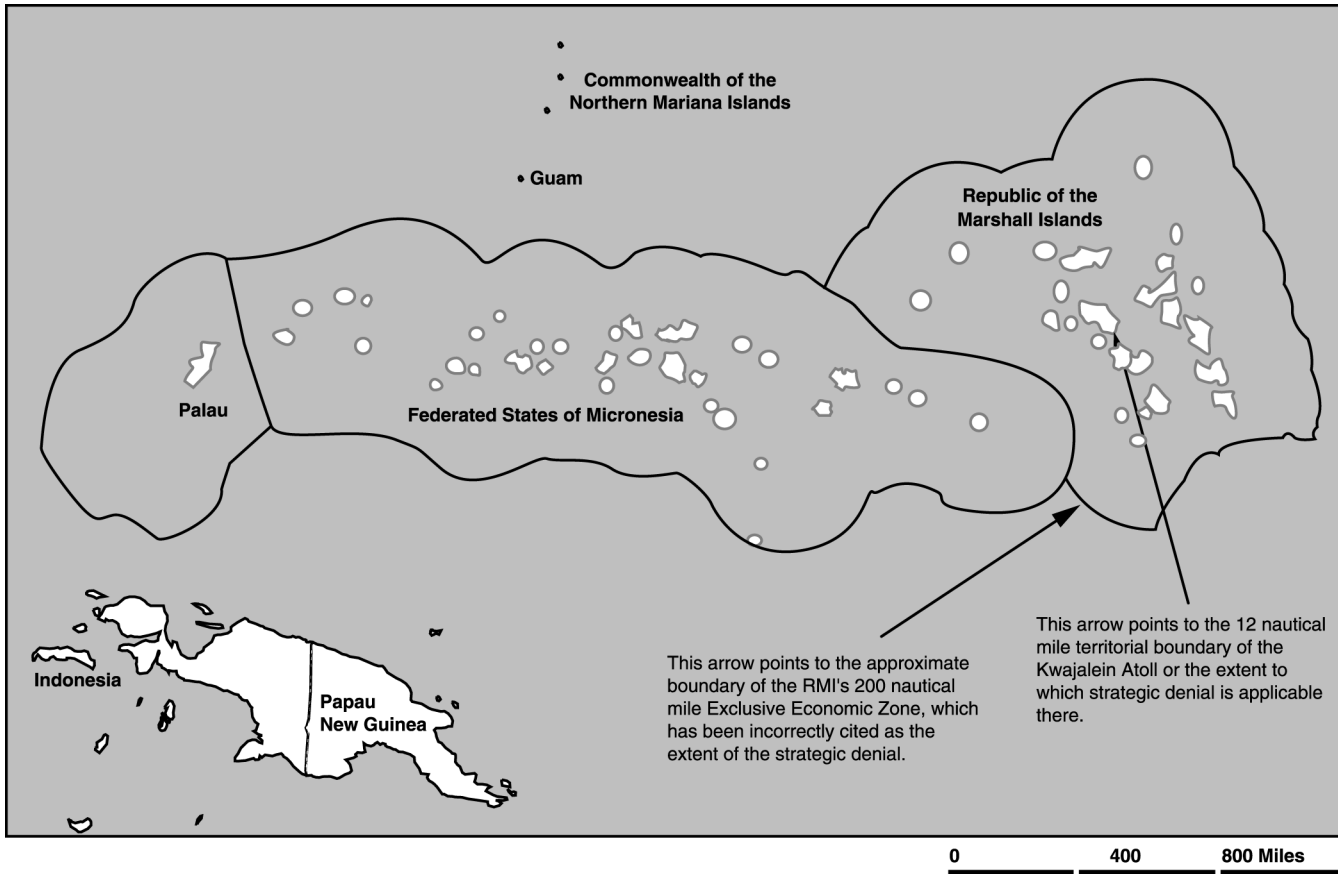 Commonwealth of the
Northern Mariana Islands
Guam
Republic of the
Marshall Islands
Palau
Federated States of Micronesia
Indonesia
Papau
New Guinea
This arrow points to the approximate
boundary of the RMI's 200 nautical
mile Exclusive Economic Zone, which
has been incorrectly cited as the
extent of the strategic denial.
This arrow points to the 12 nautical
mile territorial boundary of the
Kwajalein Atoll or the extent to
which strategic denial is applicable
there.
0 400 800 Miles